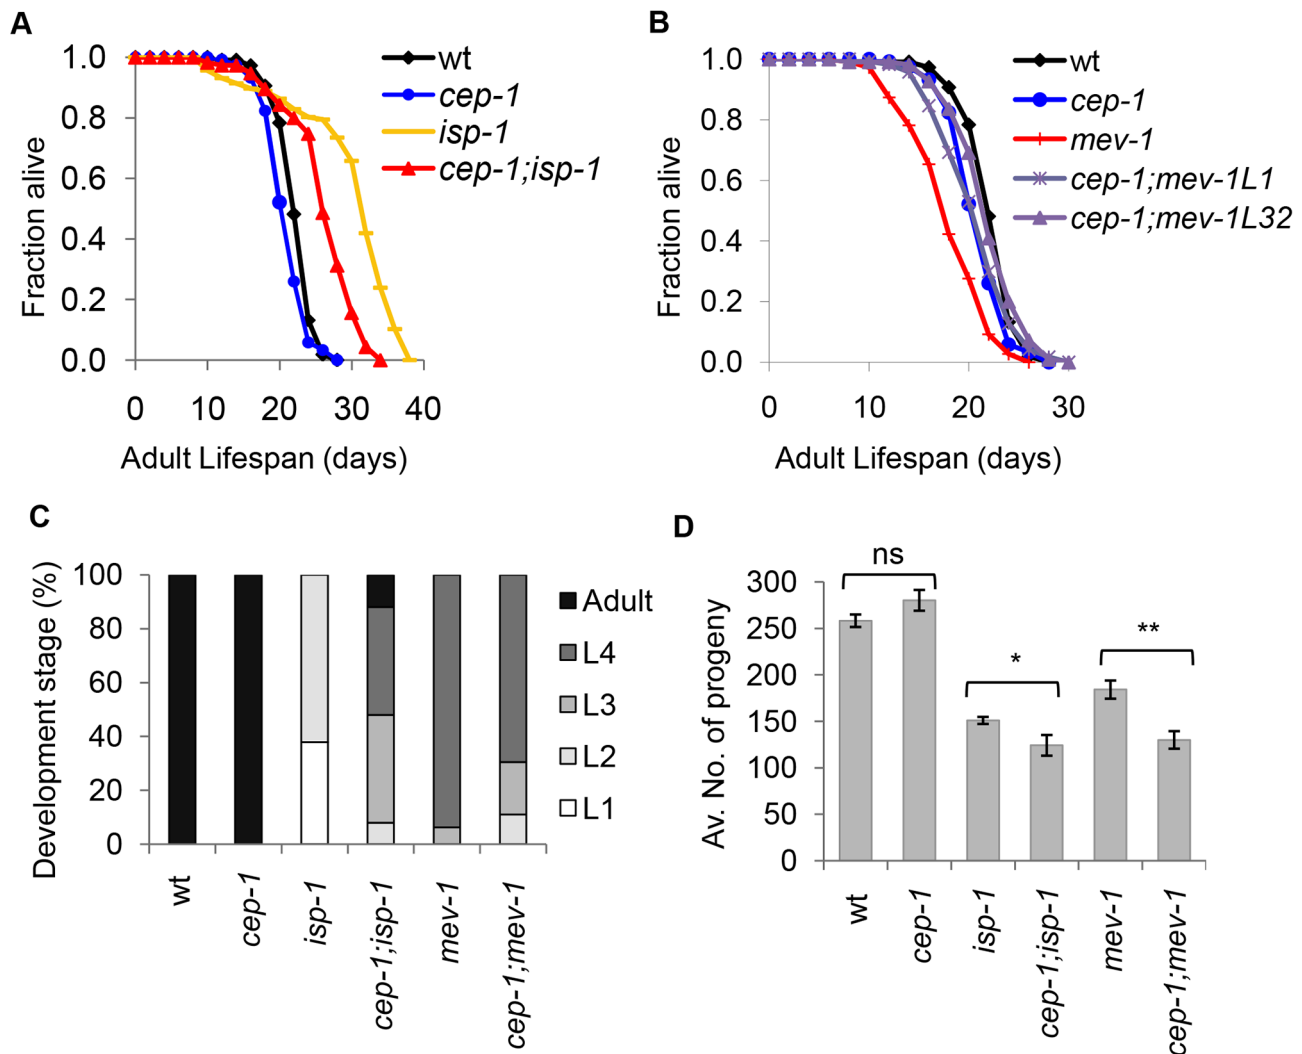 A
1.0
0.8
0.6
0.4
0.2
0.0
Fraction alive
0 10 20 30 40
Adult Lifespan (days)
wt
cep-1
isp-1
cep-1;isp-1
B
1.0
0.8
0.6
0.4
0.2
0.0
Fraction alive
0 10 20 30
Adult Lifespan (days)
wt
cep-1
mev-1
cep-1;mev-1L1
cep-1;mev-1L32
C
100
80
60
40
20
0
Development stage (%)
wt
cep-1
isp-1
cep-1;isp-1
mev-1
cep-1;mev-1
Adult
L4
L3
L2
L1
D
300
250
200
150
100
50
0
Av. No. of progeny
ns
*
**
wt
cep-1
isp-1
cep-1;isp-1
mev-1
cep-1;mev-1